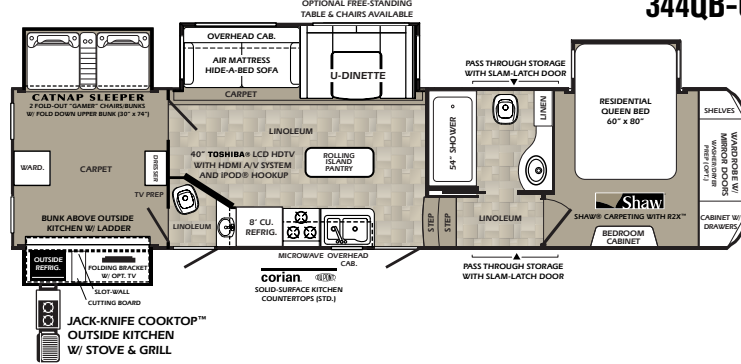 OPTIONAL FREE-STANDING
TABLE & CHAIRS AVAILABLE
344QB-
OVERHEAD CAB.
AIR MATTRESS
HIDE-A-BED SOFA
U-DINETTE
CARPET
PASS THROUGH STORAGE
WITH SLAM-LATCH DOOR
CATNAP SLEEPER
2 FOLD-OUT "GAMER" CHAIRS/BUNKS
W/ FOLD DOWN UPPER BUNK (30" x 74")
LINOLEUM
54" SHOWER
LINEN
RESIDENTIAL
QUEEN BED
60" x 80"
SHELVES
WARD.
CARPET
DRESSER
TV PREP
40" TOSHIBA® LCD HDTV
WITH HDMI A/V SYSTEM
AND IPOD® HOOKUP
ROLLING
ISLAND
PANTRY
WARDROBE W/
MIRROR DOORS
WASHER/DRYER
PREP (OPT.)
Shaw
SHAW® CARPETING WITH R2X™
BUNK ABOVE OUTSIDE
KITCHEN W/ LADDER
LINOLEUM
8' CU.
REFRIG.
STEP
STEP
LINOLEUM
BEDROOM
CABINET
CABINET W/
DRAWERS
MICROWAVE
OVERHEAD
CAB.
OUTSIDE
REFRIG.
FOLDING BRACKET
W/ OPT. TV
SLOT-WALL
CUTTING BOARD
corian.
DUPONT
SOLID-SURFACE KITCHEN
COUNTERTOPS (STD.)
PASS THROUGH STORAGE
WITH SLAM-LATCH DOOR
JACK-KNIFE COOKTOP™
OUTSIDE KITCHEN
W/ STOVE & GRILL